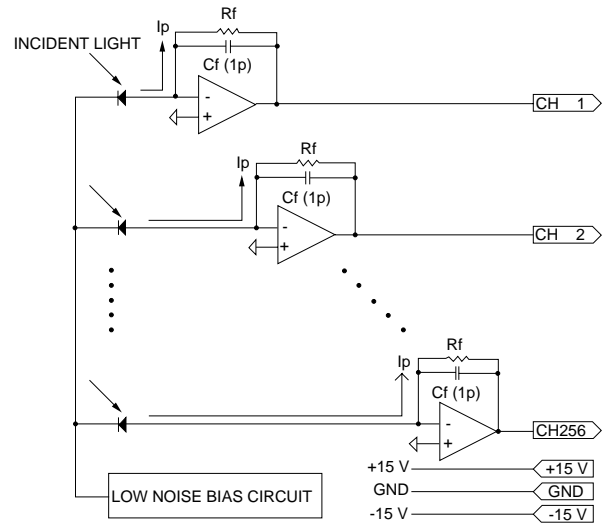 Rf
Ip
INCIDENT LIGHT
Cf (1p)
-
+
CH 1
Rf
Ip
Cf (1p)
-
+
CH 2
Rf
Ip
Cf (1p)
-
+
CH256
+15 V +15 V
GND GND
-15 V -15 V
LOW NOISE BIAS CIRCUIT